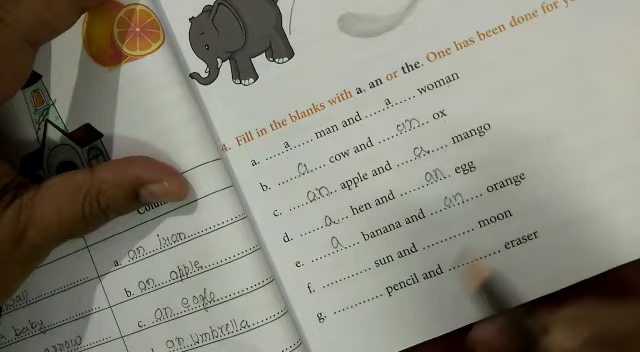 4. Fill in the blanks with a, an or the. One has been done for
a. ....a.... man and ....a.... woman
b. ....a.... cow and ....an.... ox
c. ....an.... apple and ....a.... mango
d. ....a.... hen and ....an.... egg
e. ....a.... banana and ....an.... orange
f. ............ sun and ............ moon
g. ............ pencil and ............ eraser
a. an
b. an apple
c. an eagle
an umbrella
baby